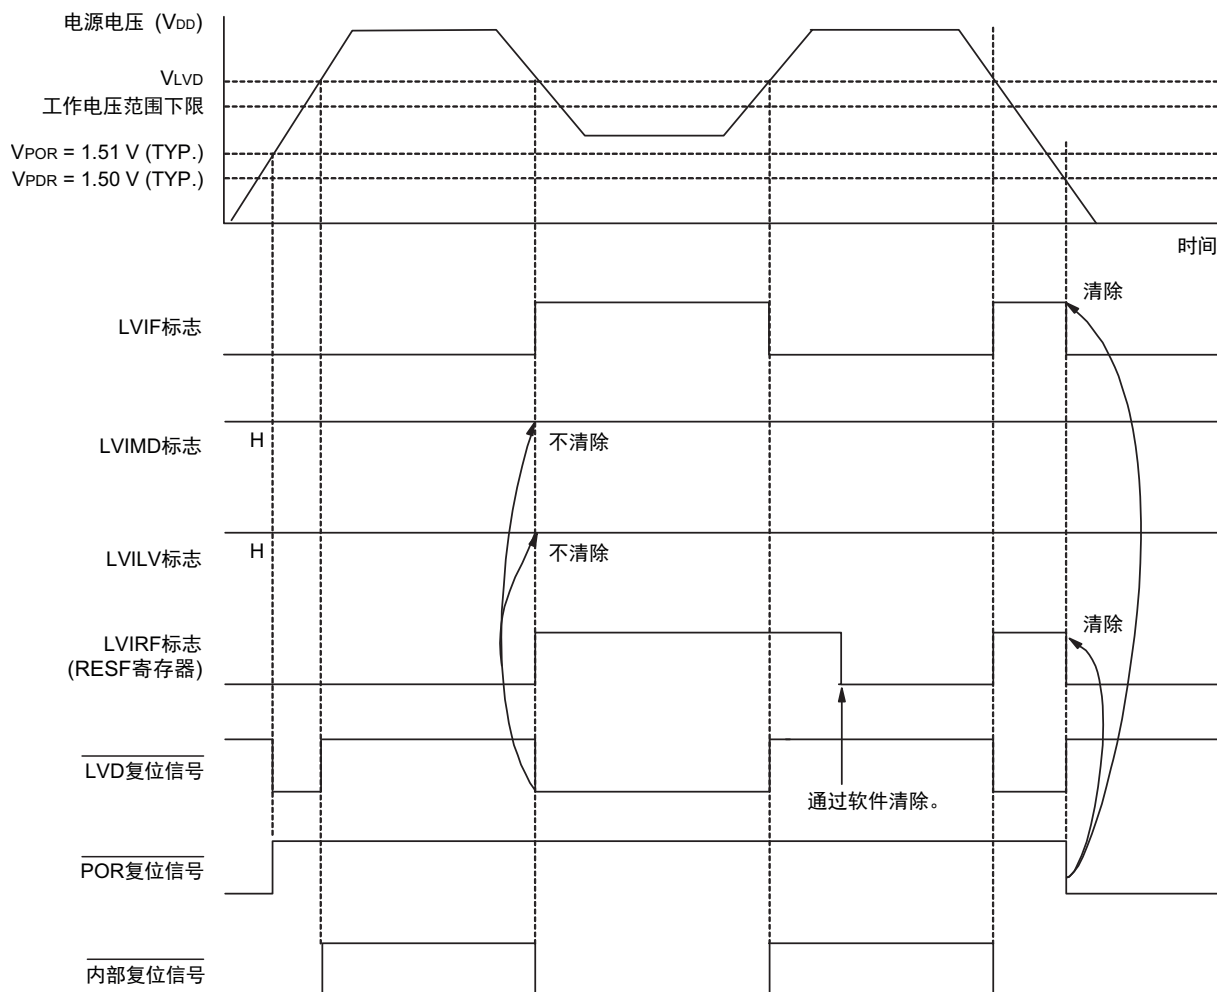 电源电压 (VDD)
VLVD
工作电压范围下限
VPOR = 1.51 V (TYP.)
VPDR = 1.50 V (TYP.)
时间
清除
LVIF标志
H
LVIMD标志
不清除
H
LVILV标志
不清除
LVIRF标志
(RESF寄存器)
清除
LVD复位信号
通过软件清除。
POR复位信号
内部复位信号